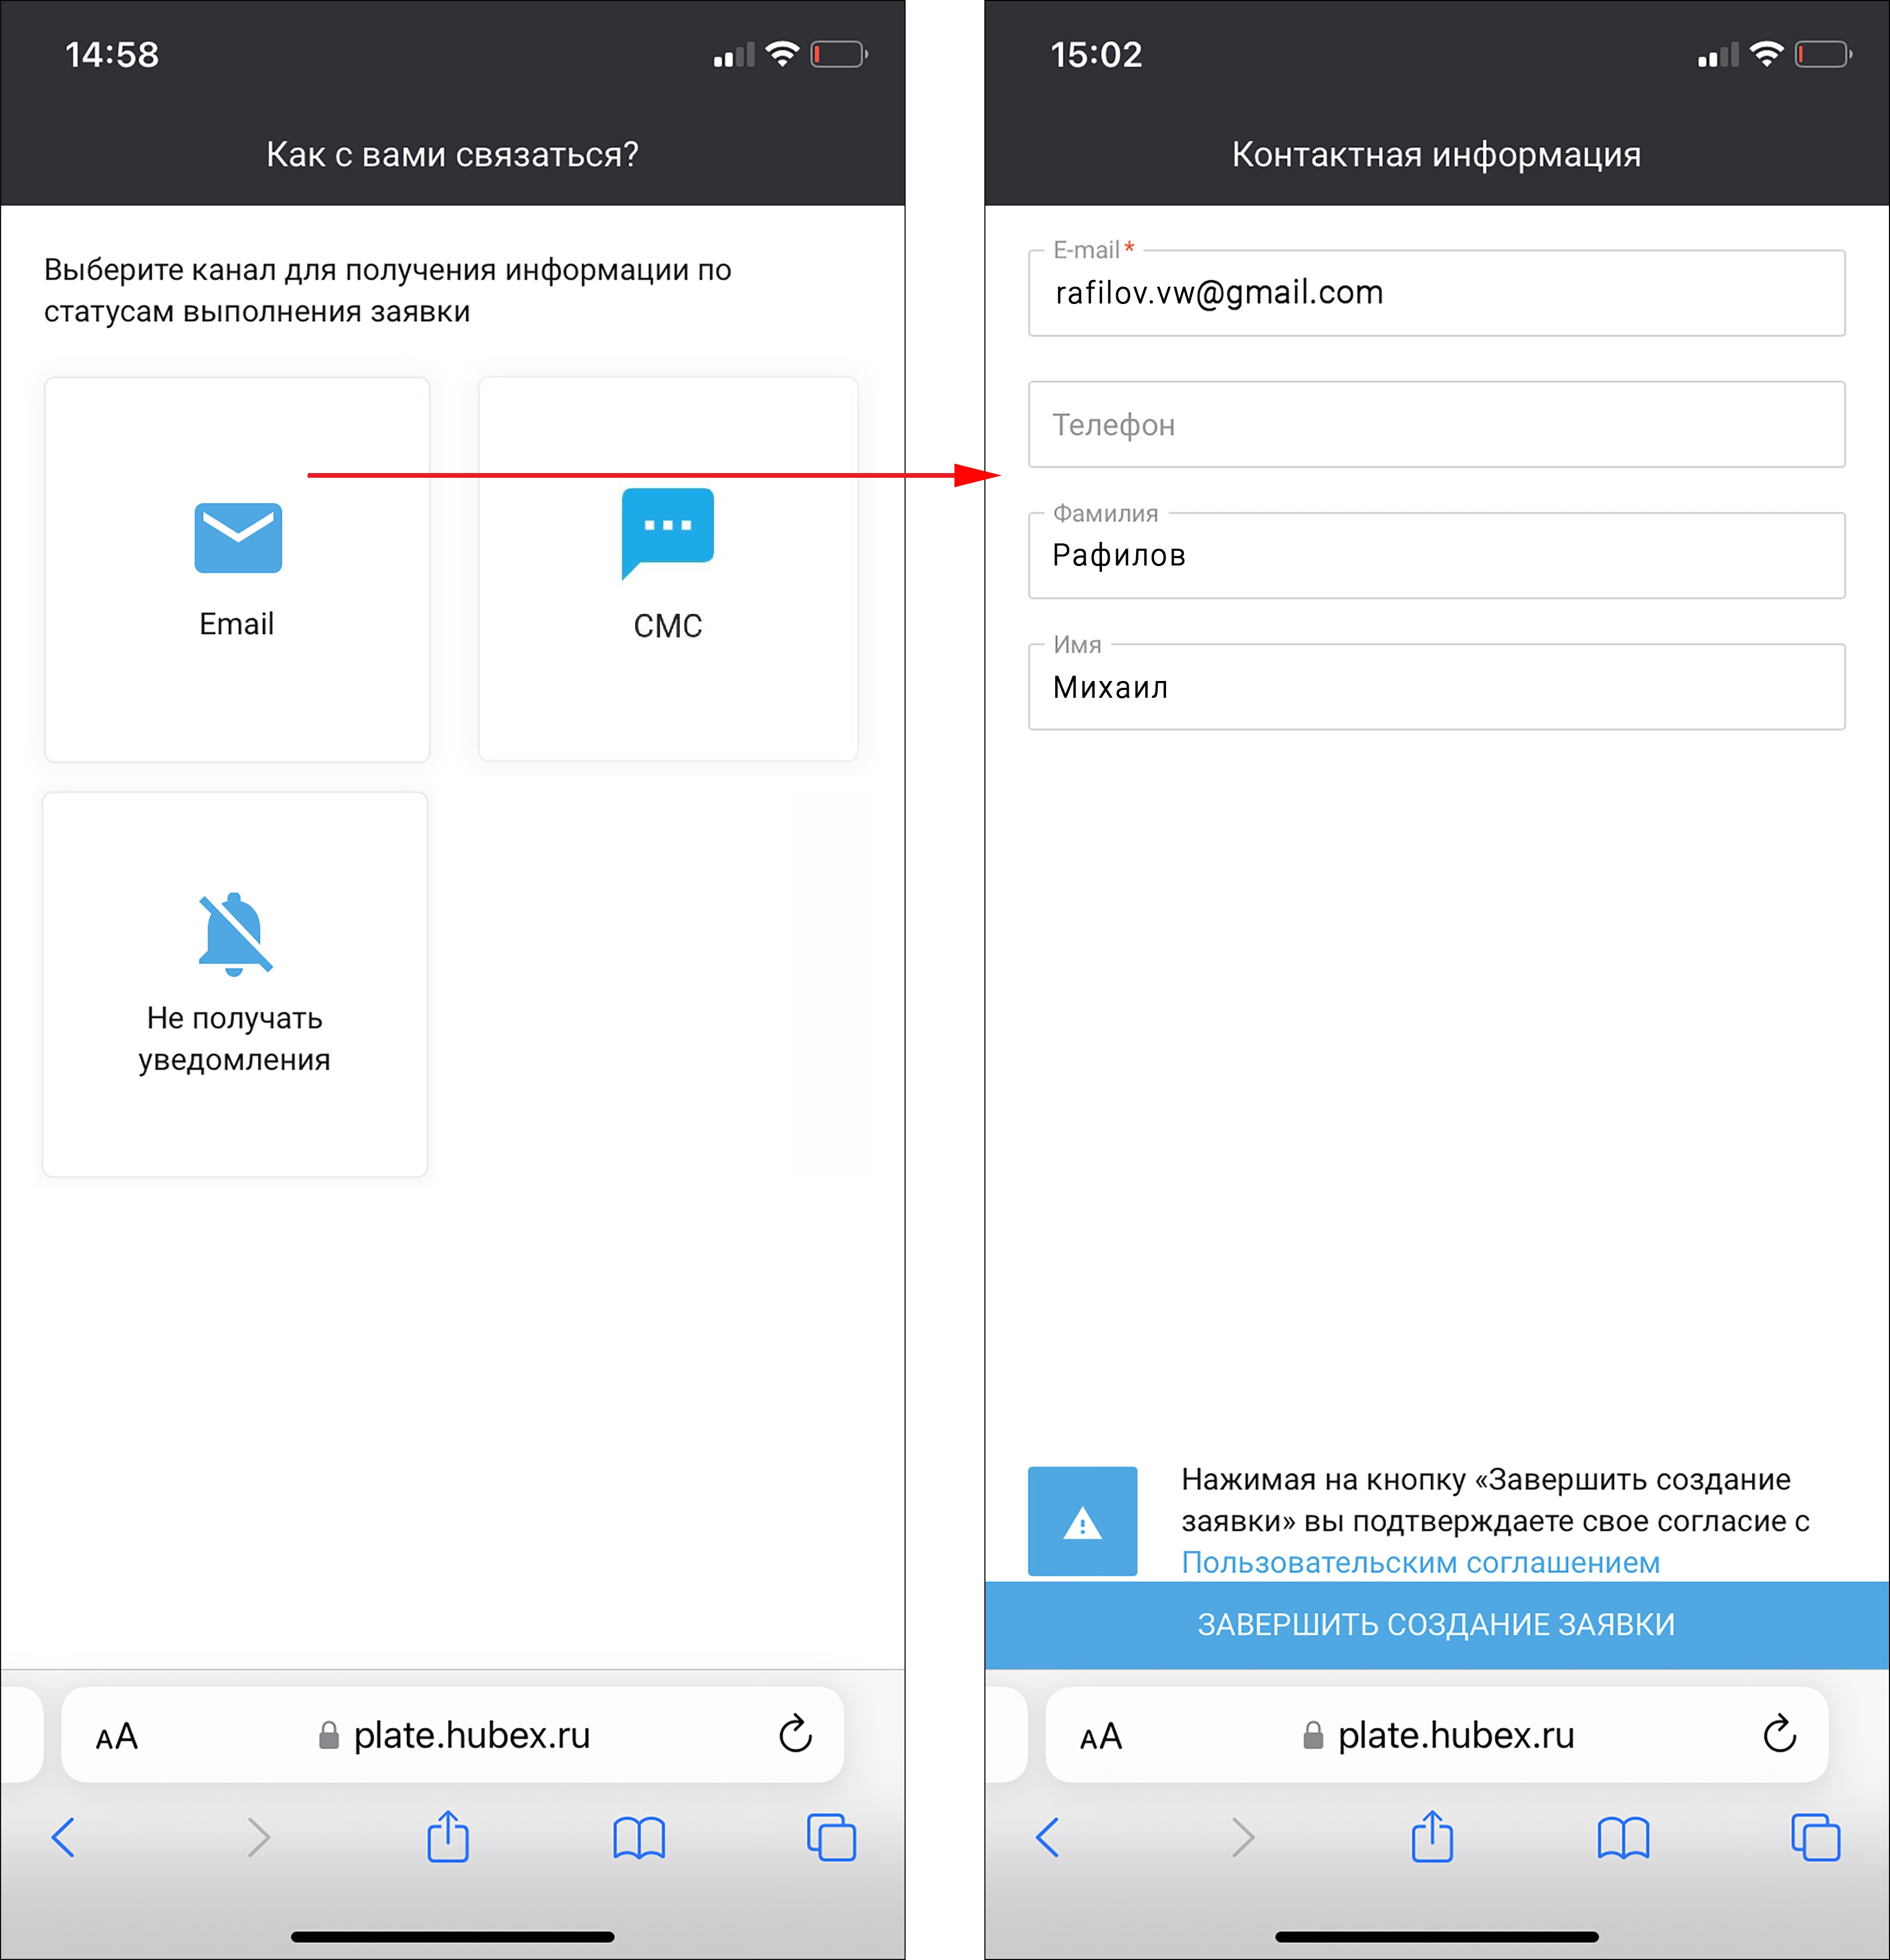 14:58
Как с вами связаться?
Выберите канал для получения информации по
статусам выполнения заявки
Email
СМС
Не получать
уведомления
AA
plate.hubex.ru
15:02
Контактная информация
E-mail *
rafilov.vw@gmail.com
Телефон
Фамилия
Рафилов
Имя
Михаил
Нажимая на кнопку «Завершить создание
заявки» вы подтверждаете свое согласие с
Пользовательским соглашением
ЗАВЕРШИТЬ СОЗДАНИЕ ЗАЯВКИ
AA
plate.hubex.ru